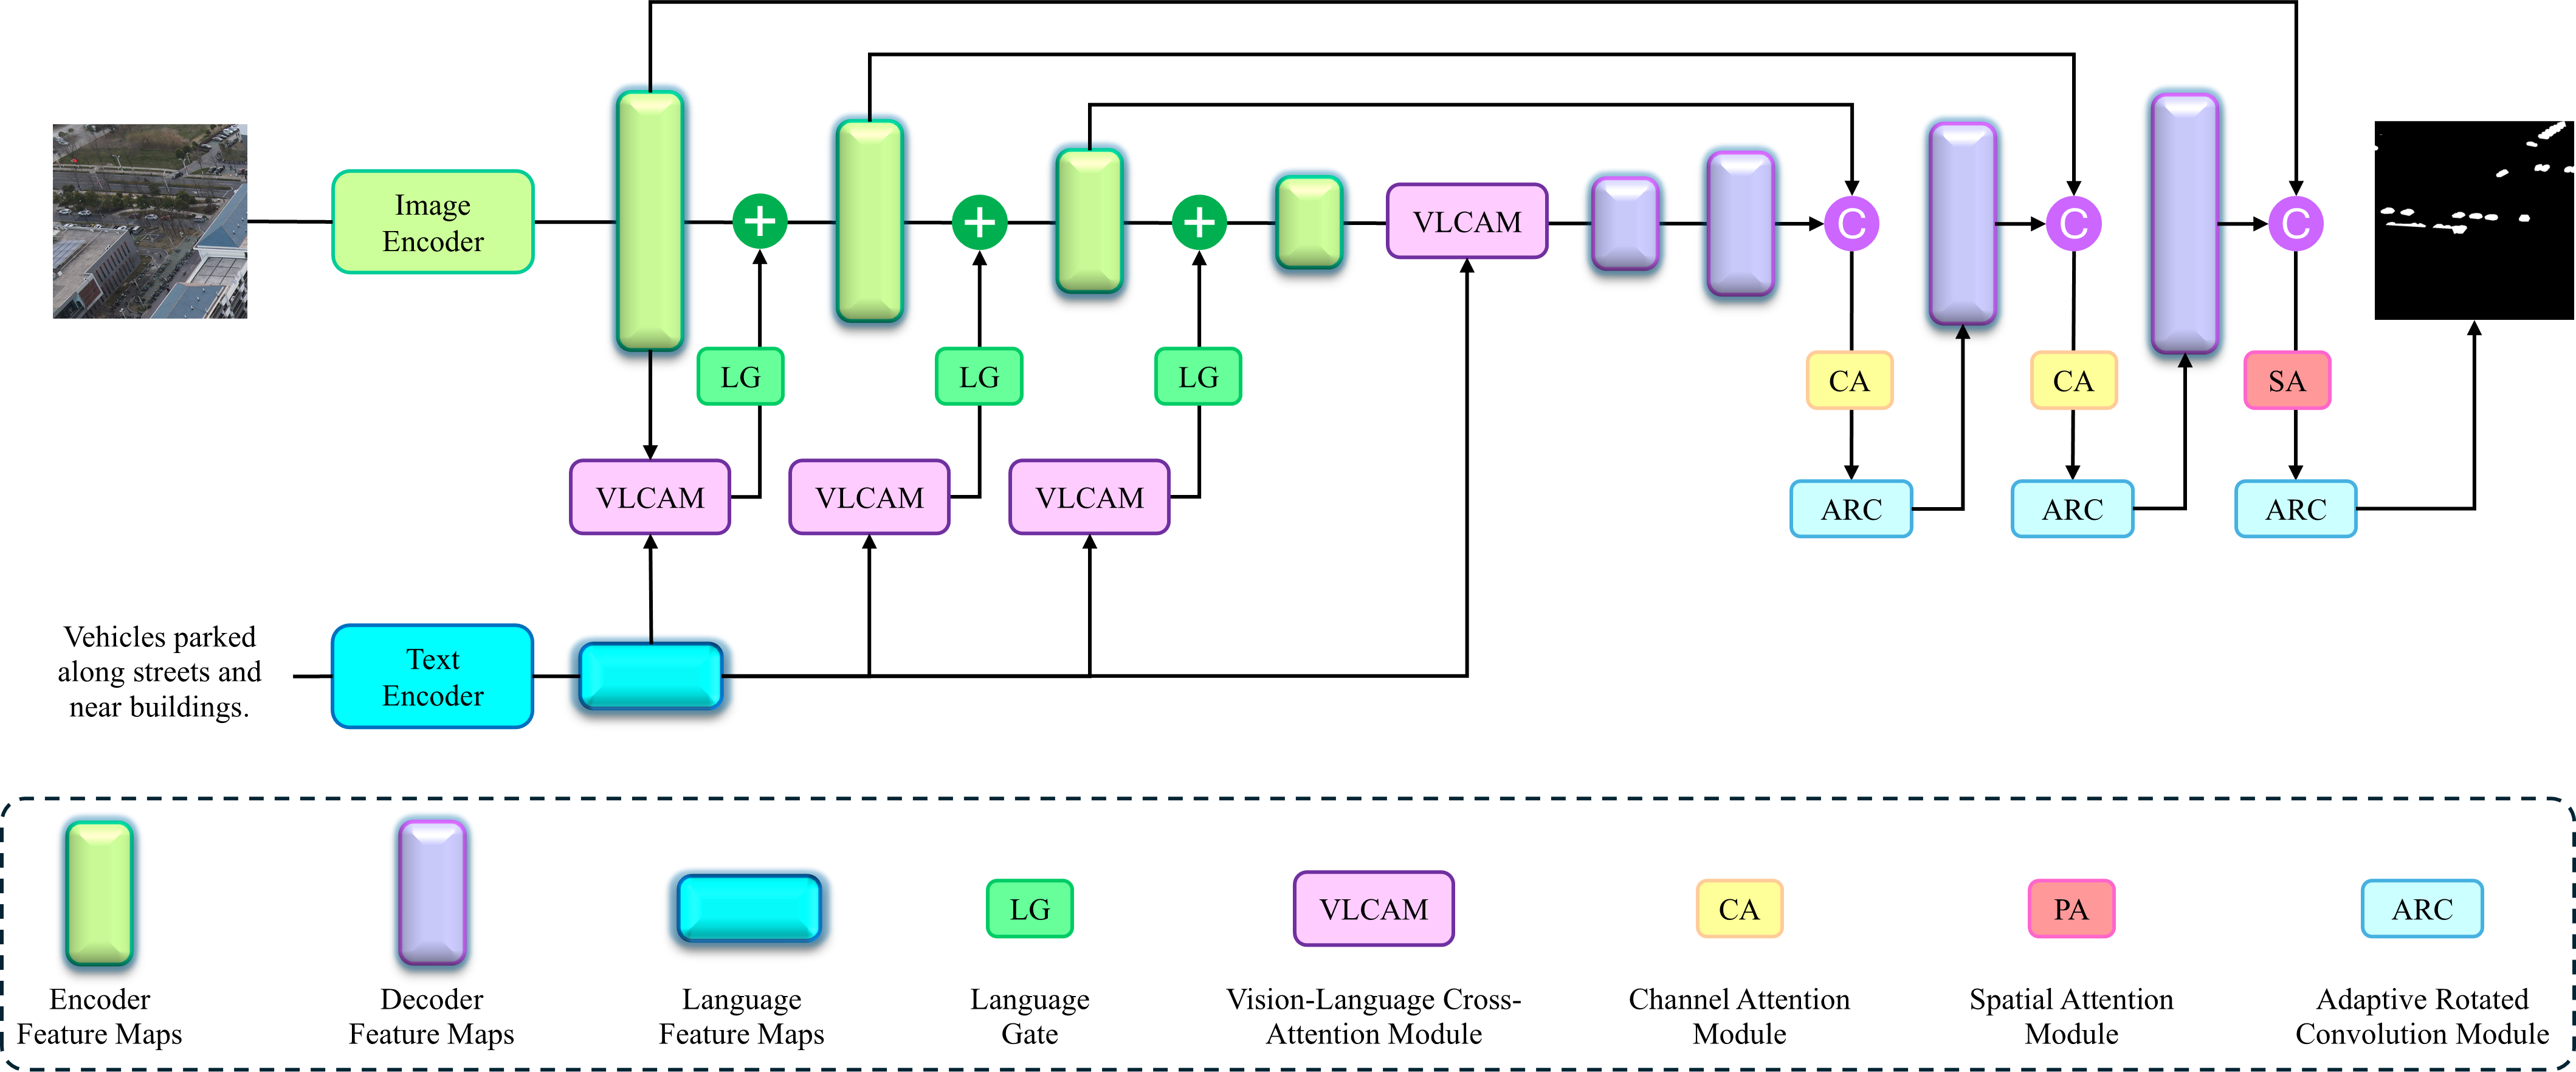 Image
Encoder
VLCAM
C
C
C
LG
LG
LG
CA
CA
SA
VLCAM
VLCAM
VLCAM
ARC
ARC
ARC
Vehicles parked
along streets and
near buildings.
Text
Encoder
LG
VLCAM
CA
PA
ARC
Encoder
Feature Maps
Decoder
Feature Maps
Language
Feature Maps
Language
Gate
Vision-Language Cross-
Attention Module
Channel Attention
Module
Spatial Attention
Module
Adaptive Rotated
Convolution Module